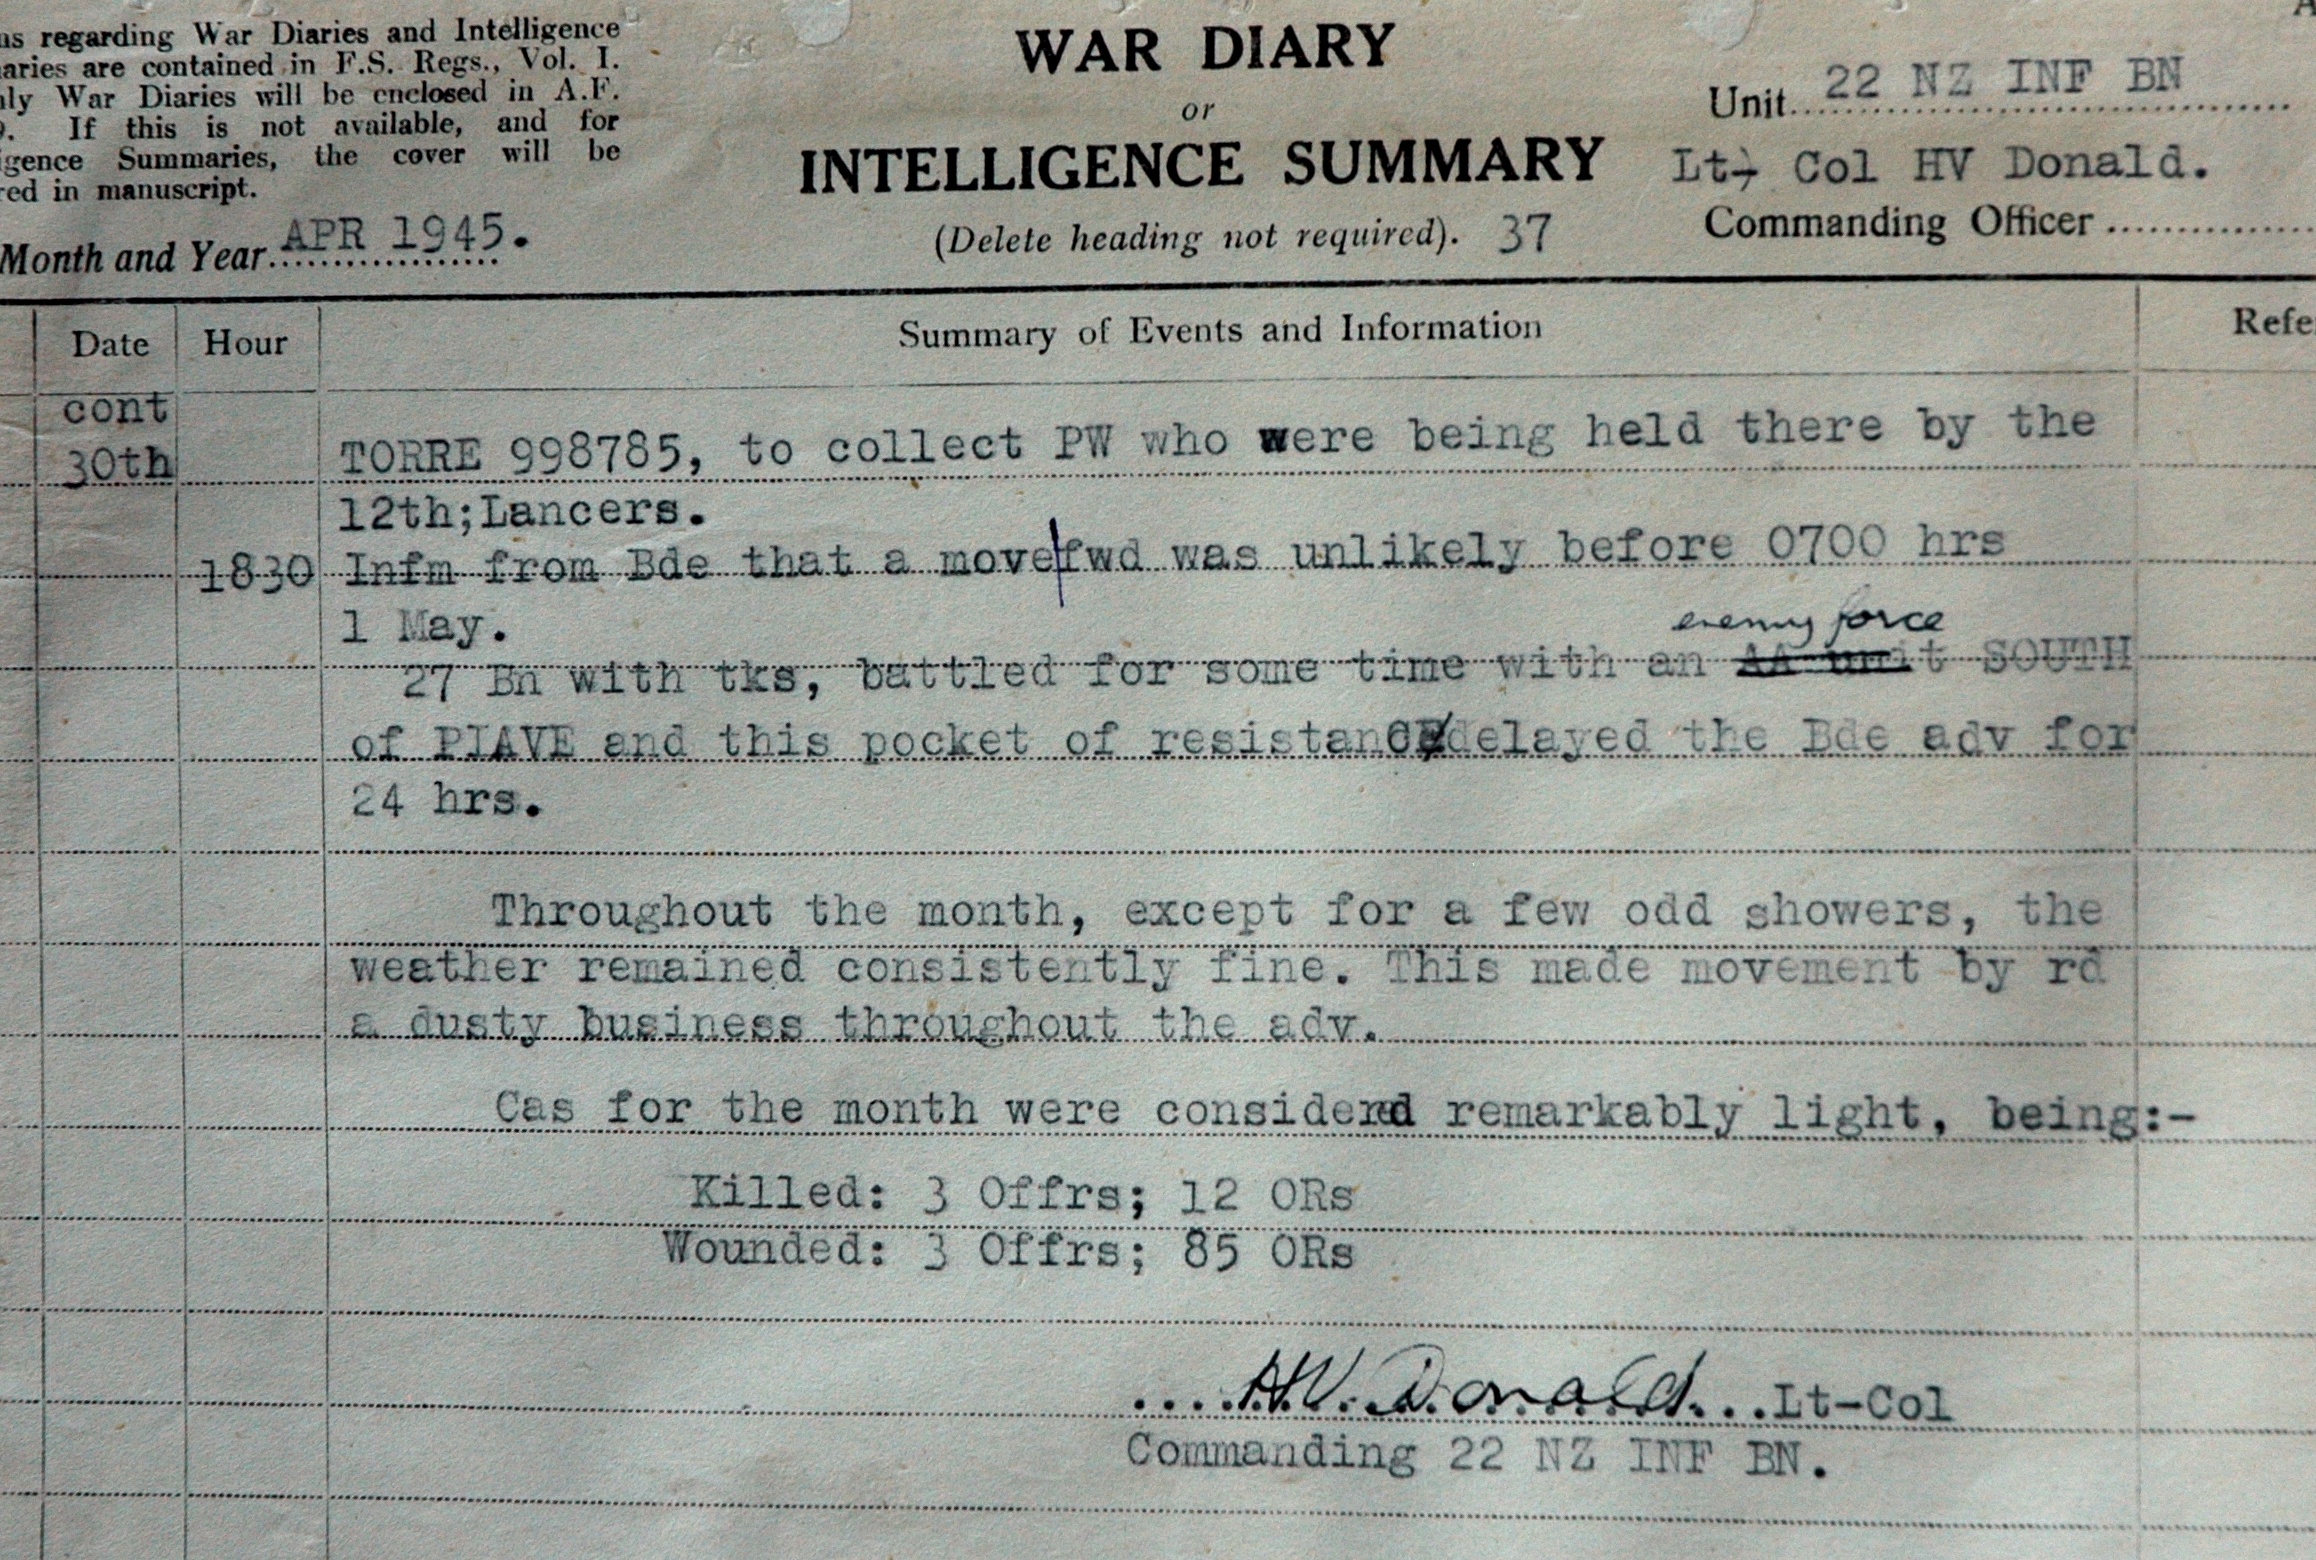 ns regarding War Diaries and Intelligence
aries are contained in F.S. Regs., Vol. I.
ly War Diaries will be enclosed in A.F.
. If this is not available, and for
igence Summaries, the cover will be
red in manuscript.
Month and Year APR 1945.
WAR DIARY
or
INTELLIGENCE SUMMARY
(Delete heading not required). 37
Unit 22 NZ INF BN
Lt, Col HV Donald.
Commanding Officer
Date Hour Summary of Events and Information Refe
cont
30th TORRE 998785, to collect PW who were being held there by the
12th;Lancers.
1830 Infm from Bde that a move/fwd was unlikely before 0700 hrs
1 May.
enemy force
27 Bn with tks, battled for some time with an AA unit SOUTH
of PIAVE and this pocket of resistance delayed the Bde adv for
24 hrs.
Throughout the month, except for a few odd showers, the
weather remained consistently fine. This made movement by rd
a dusty business throughout the adv.
Cas for the month were considerd remarkably light, being:-
Killed: 3 Offrs; 12 ORs
Wounded: 3 Offrs; 85 ORs
....H.V. Donald...Lt-Col
Commanding 22 NZ INF BN.